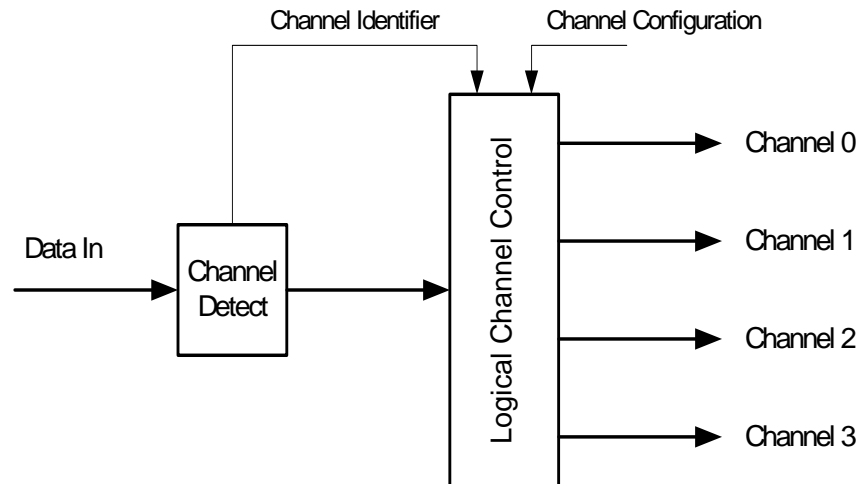 Channel Identifier
Channel Configuration
Data In
Channel
Detect
Logical Channel Control
Channel 0
Channel 1
Channel 2
Channel 3